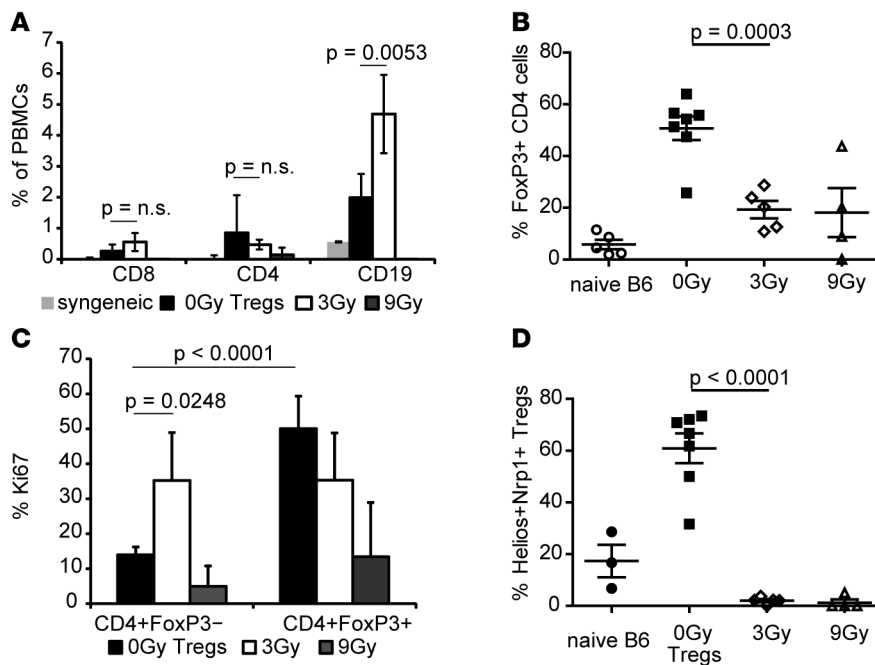 A
% of PBMCs
7
6
5
4
3
2
1
0
p = 0.0053
p = n.s.
p = n.s.
CD8 CD4 CD19
syngeneic 0Gy Tregs 3Gy 9Gy
B
% FoxP3+ CD4 cells
80
60
40
20
0
p = 0.0003
naive B6 0Gy 3Gy 9Gy
C
% Ki67
70
60
50
40
30
20
10
0
p < 0.0001
p = 0.0248
CD4+FoxP3− CD4+FoxP3+
0Gy Tregs 3Gy 9Gy
D
% Helios+Nrp1+ Tregs
80
60
40
20
0
p < 0.0001
naive B6 0Gy 3Gy 9Gy
Tregs